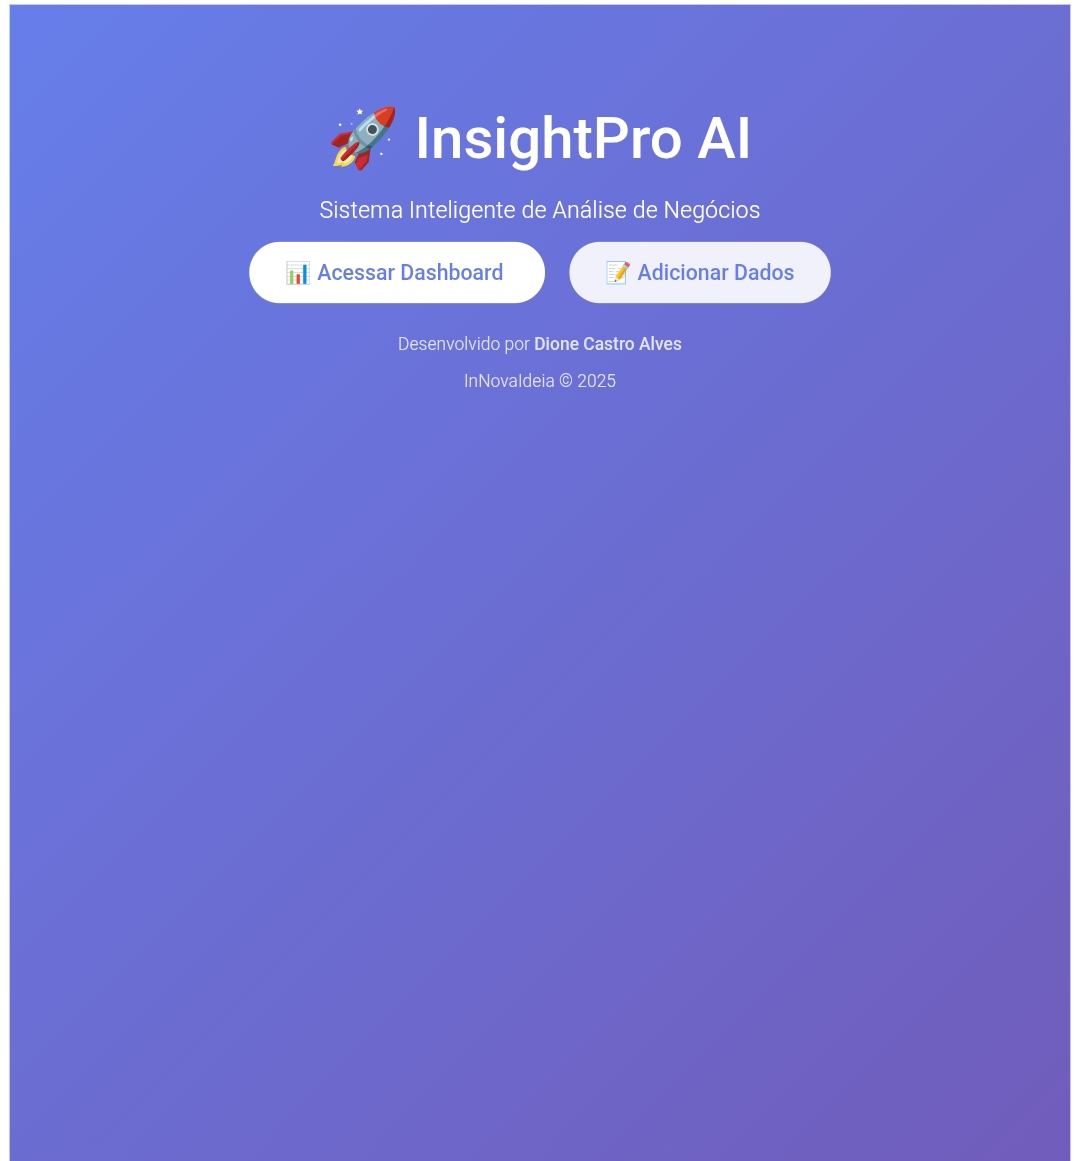 🚀 InsightPro AI
Sistema Inteligente de Análise de Negócios
📊 Acessar Dashboard
📝 Adicionar Dados
Desenvolvido por Dione Castro Alves
InNovaIdeia © 2025